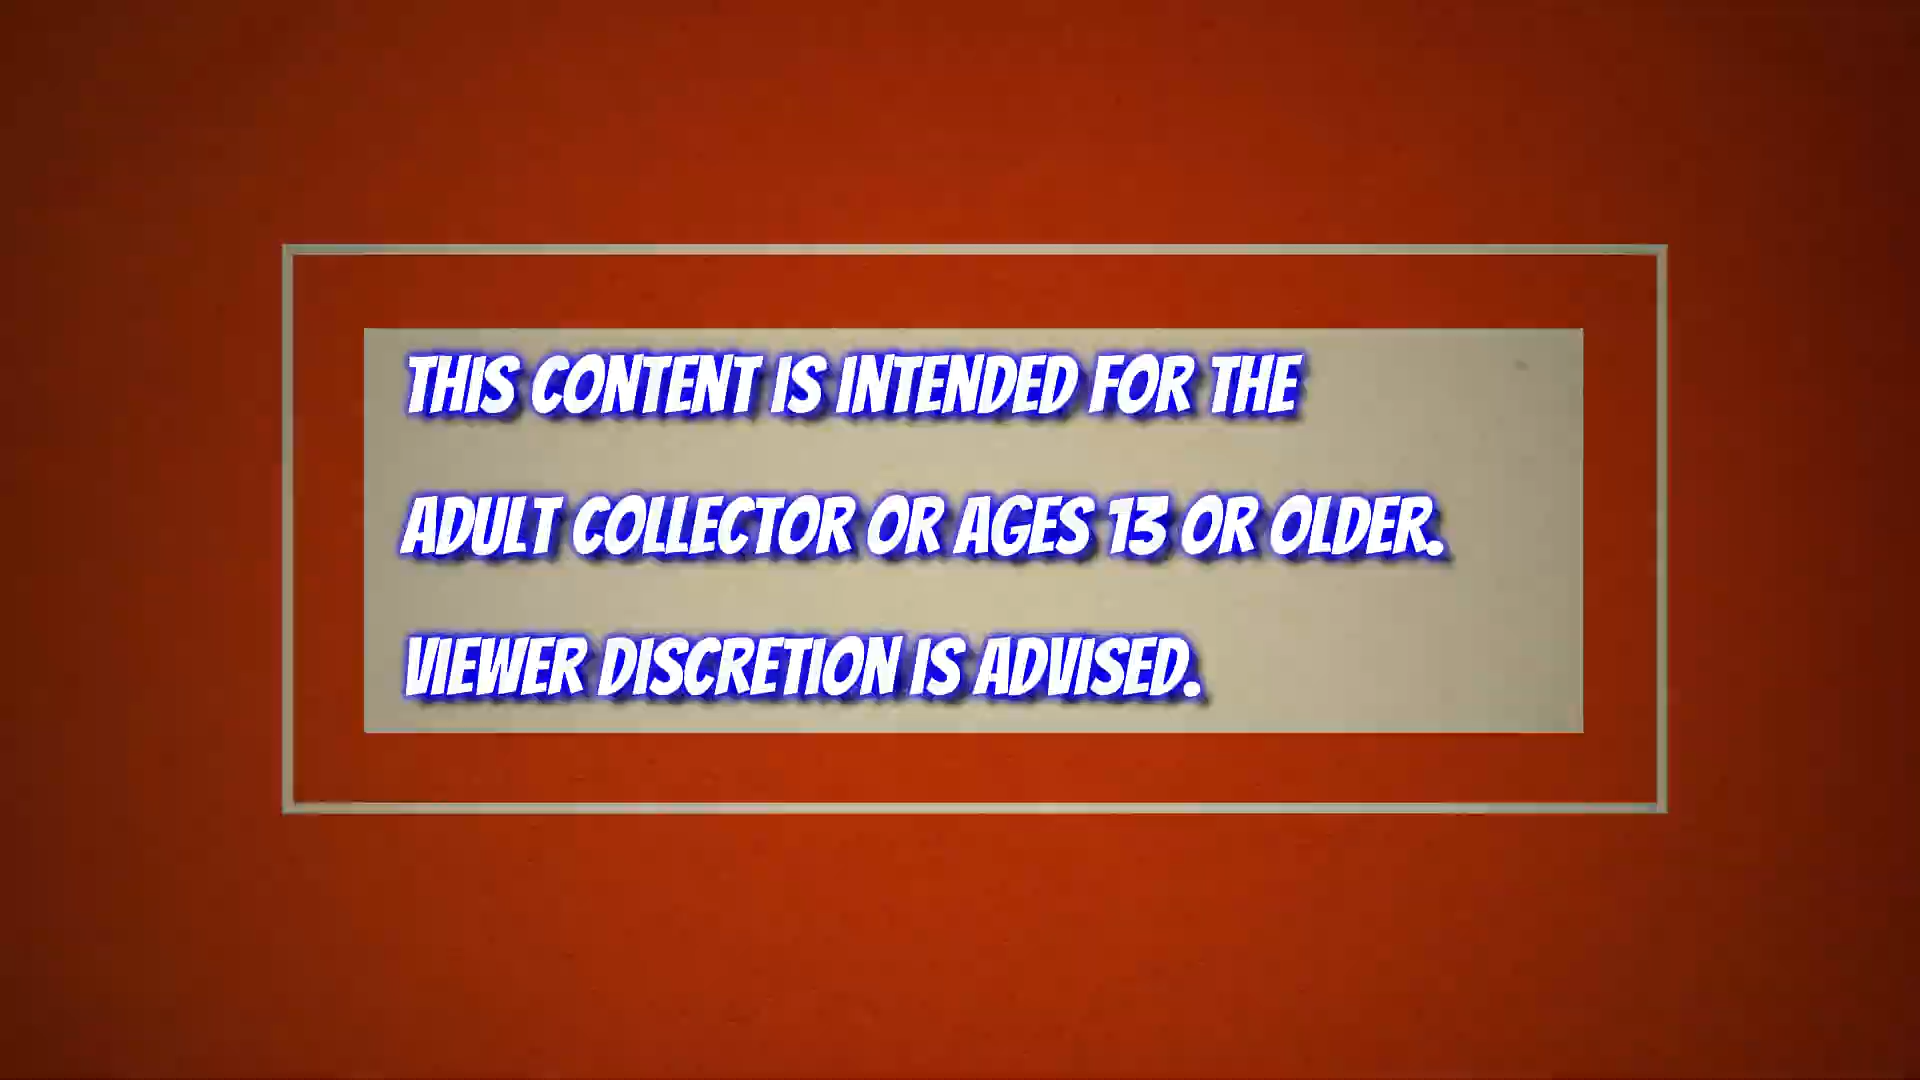 THIS CONTENT IS INTENDED FOR THE
ADULT COLLECTOR OR AGES 13 OR OLDER.
VIEWER DISCRETION IS ADVISED.